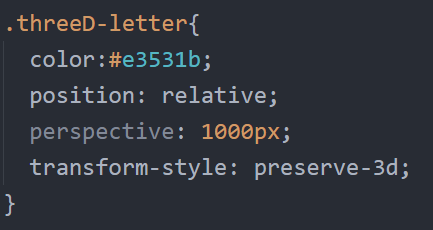 .threeD-letter{
  color:#e3531b;
  position: relative;
  perspective: 1000px;
  transform-style: preserve-3d;
}